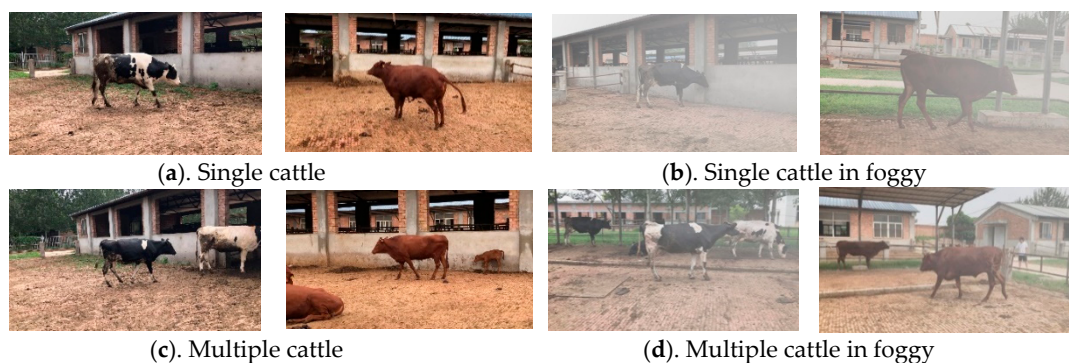 (a). Single cattle
(b). Single cattle in foggy
(c). Multiple cattle
(d). Multiple cattle in foggy